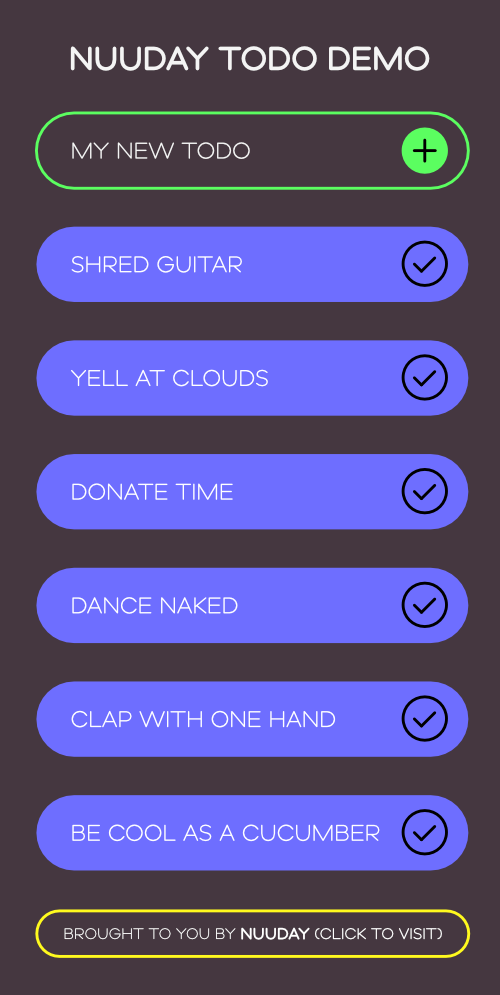 NUUDAY TODO DEMO
MY NEW TODO
SHRED GUITAR
YELL AT CLOUDS
DONATE TIME
DANCE NAKED
CLAP WITH ONE HAND
BE COOL AS A CUCUMBER
BROUGHT TO YOU BY NUUDAY (CLICK TO VISIT)